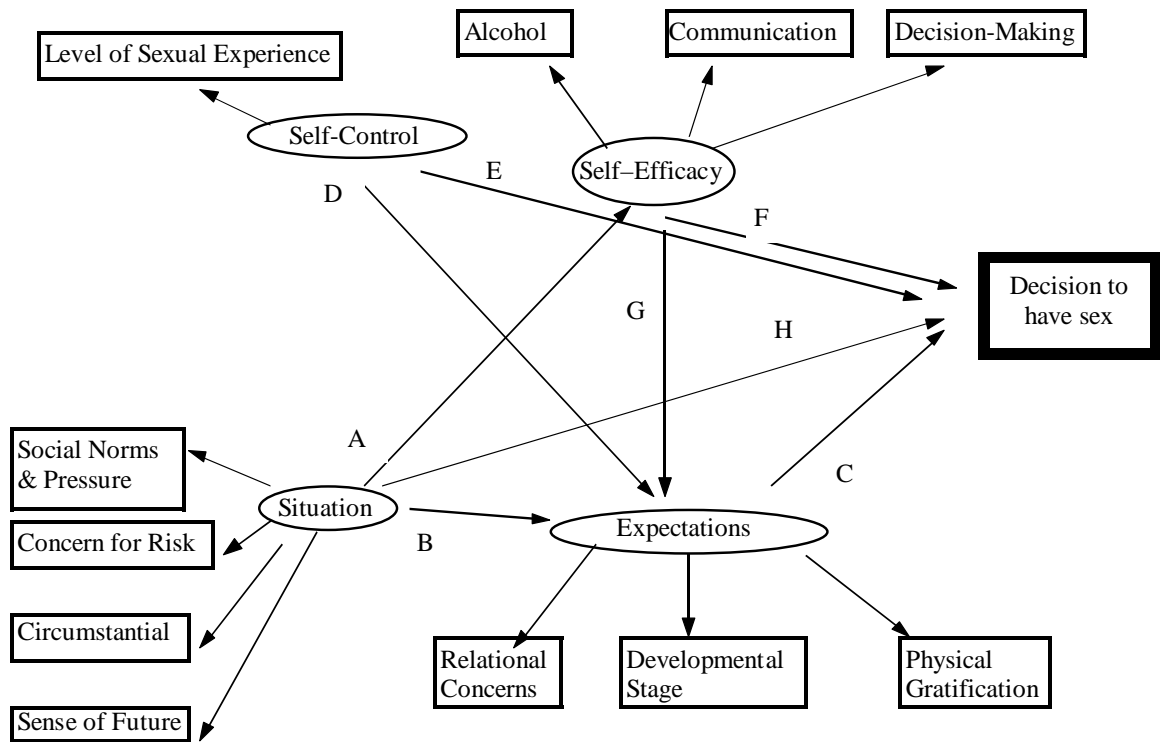 Alcohol
Communication
Decision-Making
Level of Sexual Experience
Self-Control
Self–Efficacy
E
D
F
Decision to
have sex
G
H
A
Social Norms
& Pressure
C
Situation
Expectations
Concern for Risk
B
Circumstantial
Relational
Concerns
Developmental
Stage
Physical
Gratification
Sense of Future